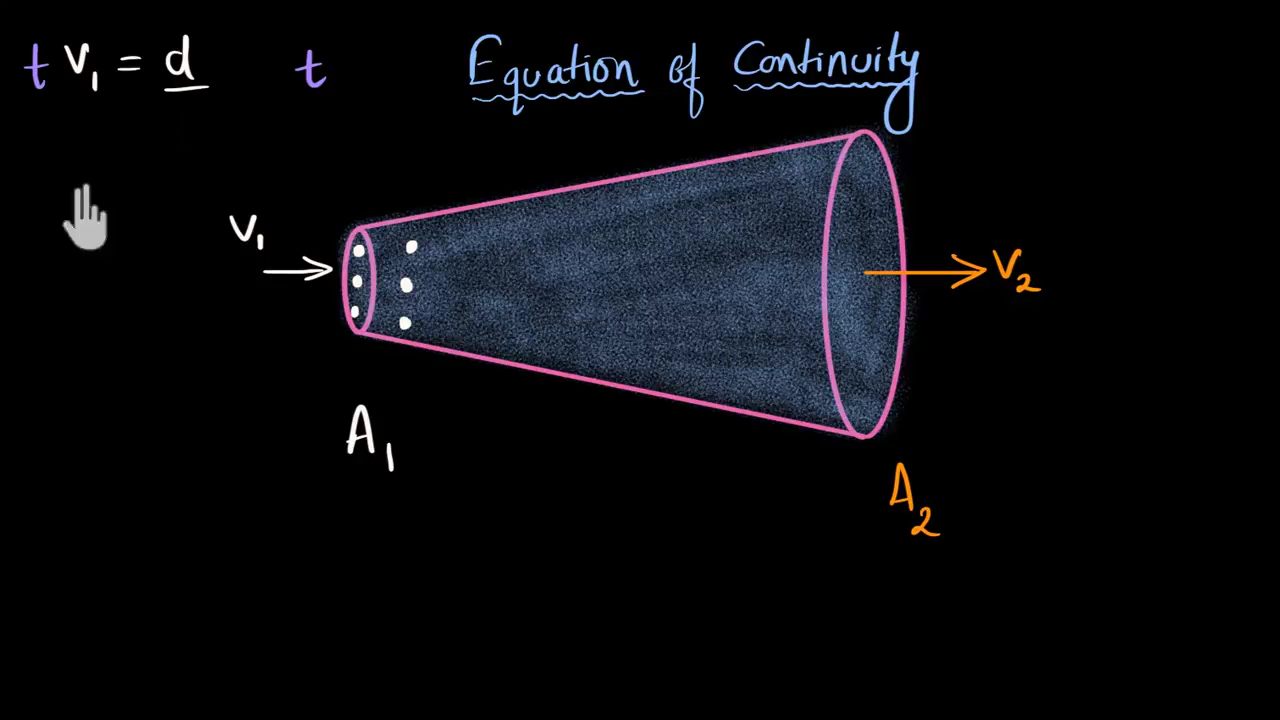 t v₁ = d t
Equation of Continuity
v₁
v₂
A₁
A₂